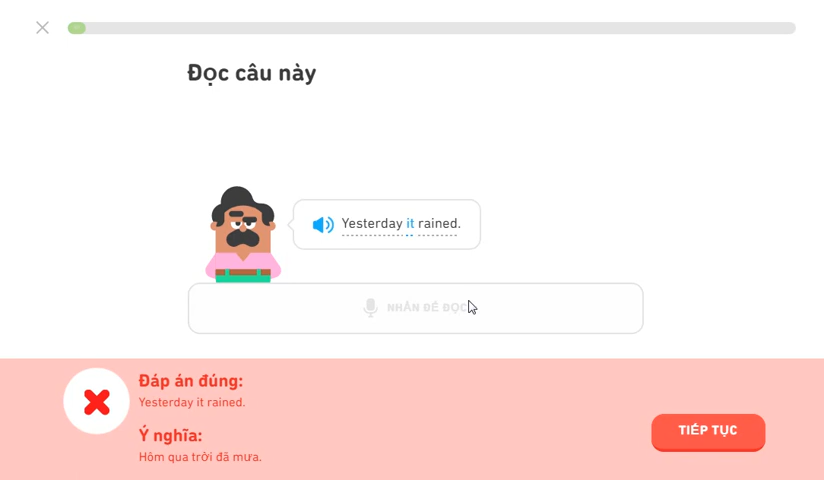 Đọc câu này
Yesterday it rained.
NHẤN ĐỂ ĐỌC
Đáp án đúng:
Yesterday it rained.
Ý nghĩa:
Hôm qua trời đã mưa.
TIẾP TỤC